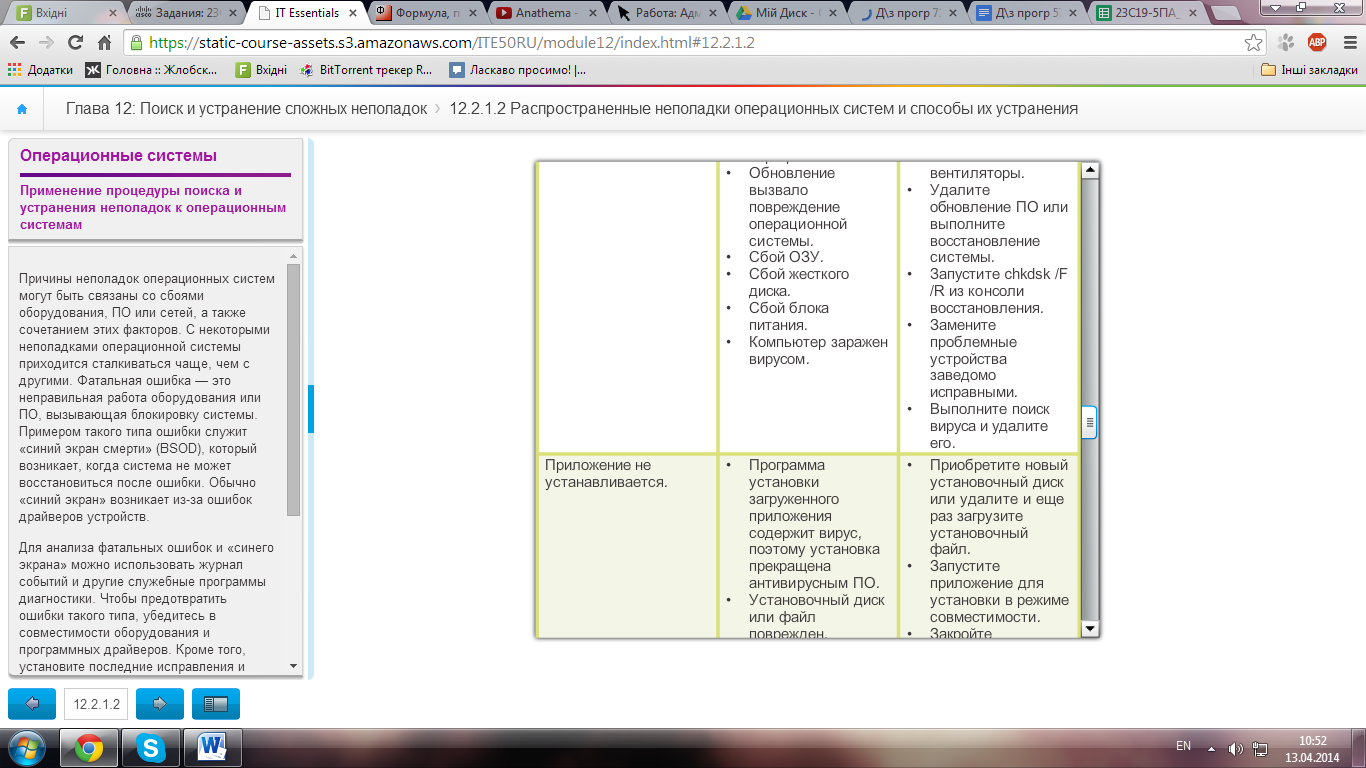 Вхідні
Задания: 23С
IT Essentials
Формула, п
Anathema -
Работа: Адм
Мій Диск - G
Д\з прогр 7
Д\з прогр 5
23С19-5ПА_
https://static-course-assets.s3.amazonaws.com/ITE50RU/module12/index.html#12.2.1.2
ABP
Додатки
Головна :: Жлобск...
Вхідні
BitTorrent трекер R...
Ласкаво просимо! |...
Інші закладки
Глава 12: Поиск и устранение сложных неполадок
12.2.1.2 Распространенные неполадки операционных систем и способы их устранения
Операционные системы
Применение процедуры поиска и
устранения неполадок к операционным
системам
Причины неполадок операционных систем
могут быть связаны со сбоями
оборудования, ПО или сетей, а также
сочетанием этих факторов. С некоторыми
неполадками операционной системы
приходится сталкиваться чаще, чем с
другими. Фатальная ошибка — это
неправильная работа оборудования или
ПО, вызывающая блокировку системы.
Примером такого типа ошибки служит
«синий экран смерти» (BSOD), который
возникает, когда система не может
восстановиться после ошибки. Обычно
«синий экран» возникает из-за ошибок
драйверов устройств.
Для анализа фатальных ошибок и «синего
экрана» можно использовать журнал
событий и другие служебные программы
диагностики. Чтобы предотвратить
ошибки такого типа, убедитесь в
совместимости оборудования и
программных драйверов. Кроме того,
установите последние исправления и
• Обновление
вызвало
повреждение
операционной
системы.
• Сбой ОЗУ.
• Сбой жесткого
диска.
• Сбой блока
питания.
• Компьютер заражен
вирусом.
вентиляторы.
• Удалите
обновление ПО или
выполните
восстановление
системы.
• Запустите chkdsk /F
/R из консоли
восстановления.
• Замените
проблемные
устройства
заведомо
исправными.
• Выполните поиск
вируса и удалите
его.
Приложение не
устанавливается.
• Программа
установки
загруженного
приложения
содержит вирус,
поэтому установка
прекращена
антивирусным ПО.
• Установочный диск
или файл
поврежден.
• Приобретите новый
установочный диск
или удалите и еще
раз загрузите
установочный
файл.
• Запустите
приложение для
установки в режиме
совместимости.
• Закройте
12.2.1.2
EN
10:52
13.04.2014